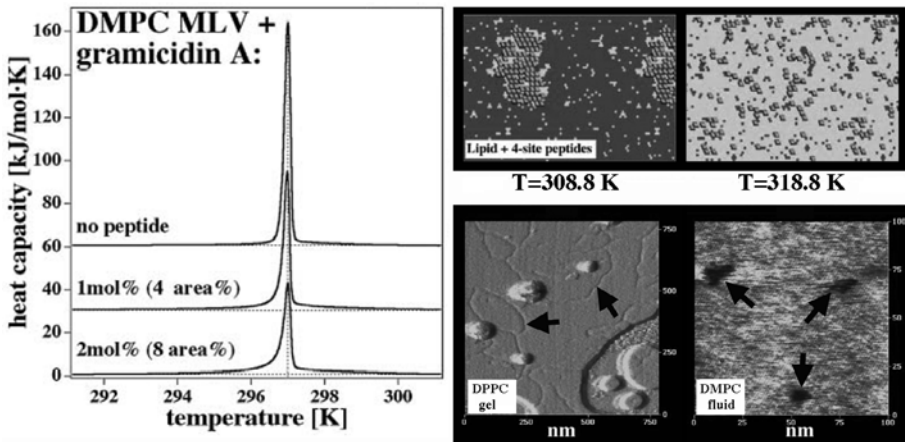 DMPC MLV +
gramicidin A:
heat capacity [kJ/mol·K]
160
140
120
100
80
60
40
20
0
no peptide
1mol% (4 area%)
2mol% (8 area%)
292
294
296
298
300
temperature [K]
Lipid + 4-site peptides
T=308.8 K
T=318.8 K
DPPC
gel
0
250
500
750
nm
750
500
250
0
DMPC
fluid
0
25
50
75
100
nm
100
75
50
25
0